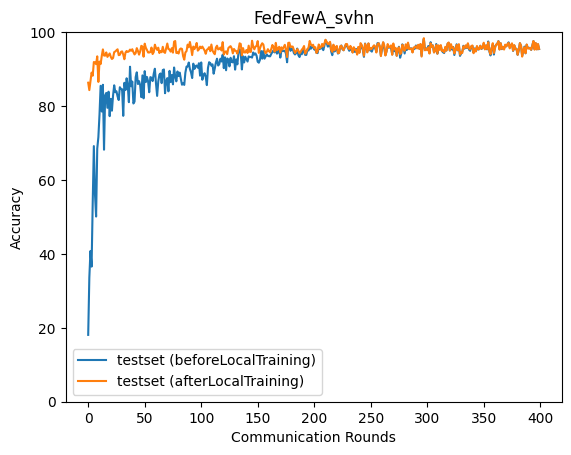 FedFewA_svhn
Accuracy
100
80
60
40
20
0
testset (beforeLocalTraining)
testset (afterLocalTraining)
0 50 100 150 200 250 300 350 400
Communication Rounds